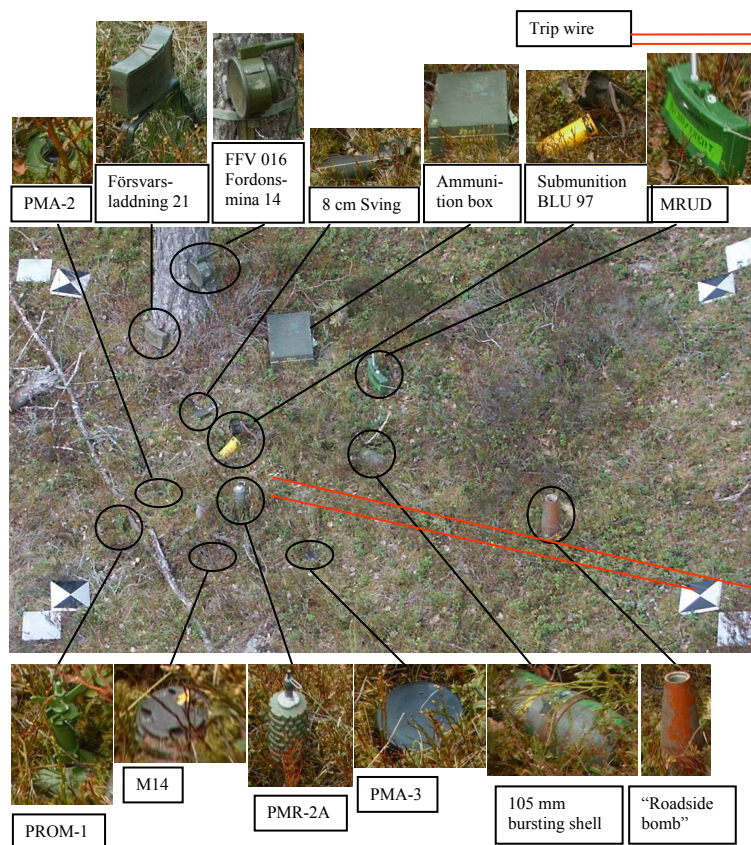 Trip wire
PMA-2
Försvars-
laddning 21
FFV 016
Fordons-
mina 14
8 cm Sving
Ammuni-
tion box
Submunition
BLU 97
MRUD
PROM-1
M14
PMR-2A
PMA-3
105 mm
bursting shell
"Roadside
bomb"